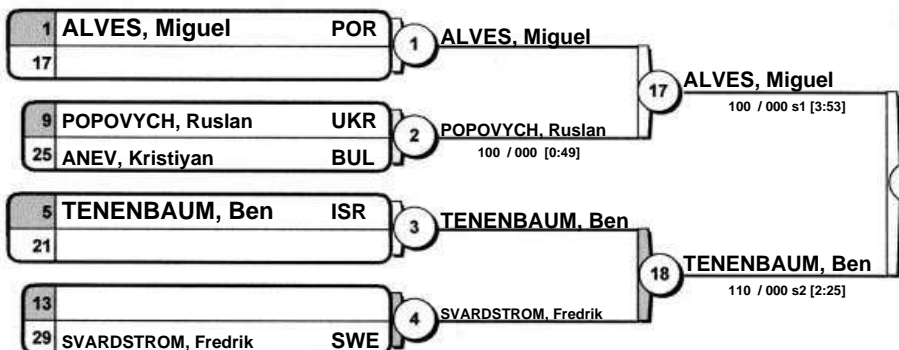 1 ALVES, Miguel POR
17
1
ALVES, Miguel
17
ALVES, Miguel
100 / 000 s1 [3:53]
9 POPOVYCH, Ruslan UKR
25 ANEV, Kristiyan BUL
2
POPOVYCH, Ruslan
100 / 000 [0:49]
5 TENENBAUM, Ben ISR
21
3
TENENBAUM, Ben
18
TENENBAUM, Ben
110 / 000 s2 [2:25]
13
29 SVARDSTROM, Fredrik SWE
4
SVARDSTROM, Fredrik